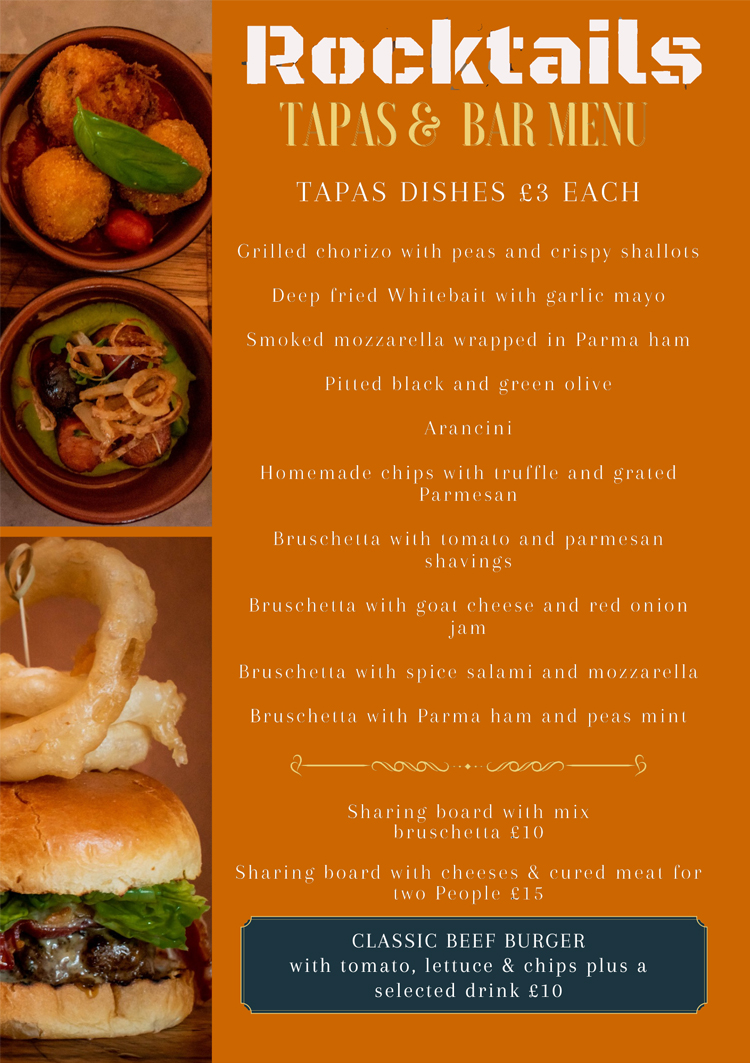 Rocktails
TAPAS & BAR MENU
TAPAS DISHES £3 EACH
Grilled chorizo with peas and crispy shallots
Deep fried Whitebait with garlic mayo
Smoked mozzarella wrapped in Parma ham
Pitted black and green olive
Arancini
Homemade chips with truffle and grated
Parmesan
Bruschetta with tomato and parmesan
shavings
Bruschetta with goat cheese and red onion
jam
Bruschetta with spice salami and mozzarella
Bruschetta with Parma ham and peas mint
Sharing board with mix
bruschetta £10
Sharing board with cheeses & cured meat for
two People £15
CLASSIC BEEF BURGER
with tomato, lettuce & chips plus a
selected drink £10